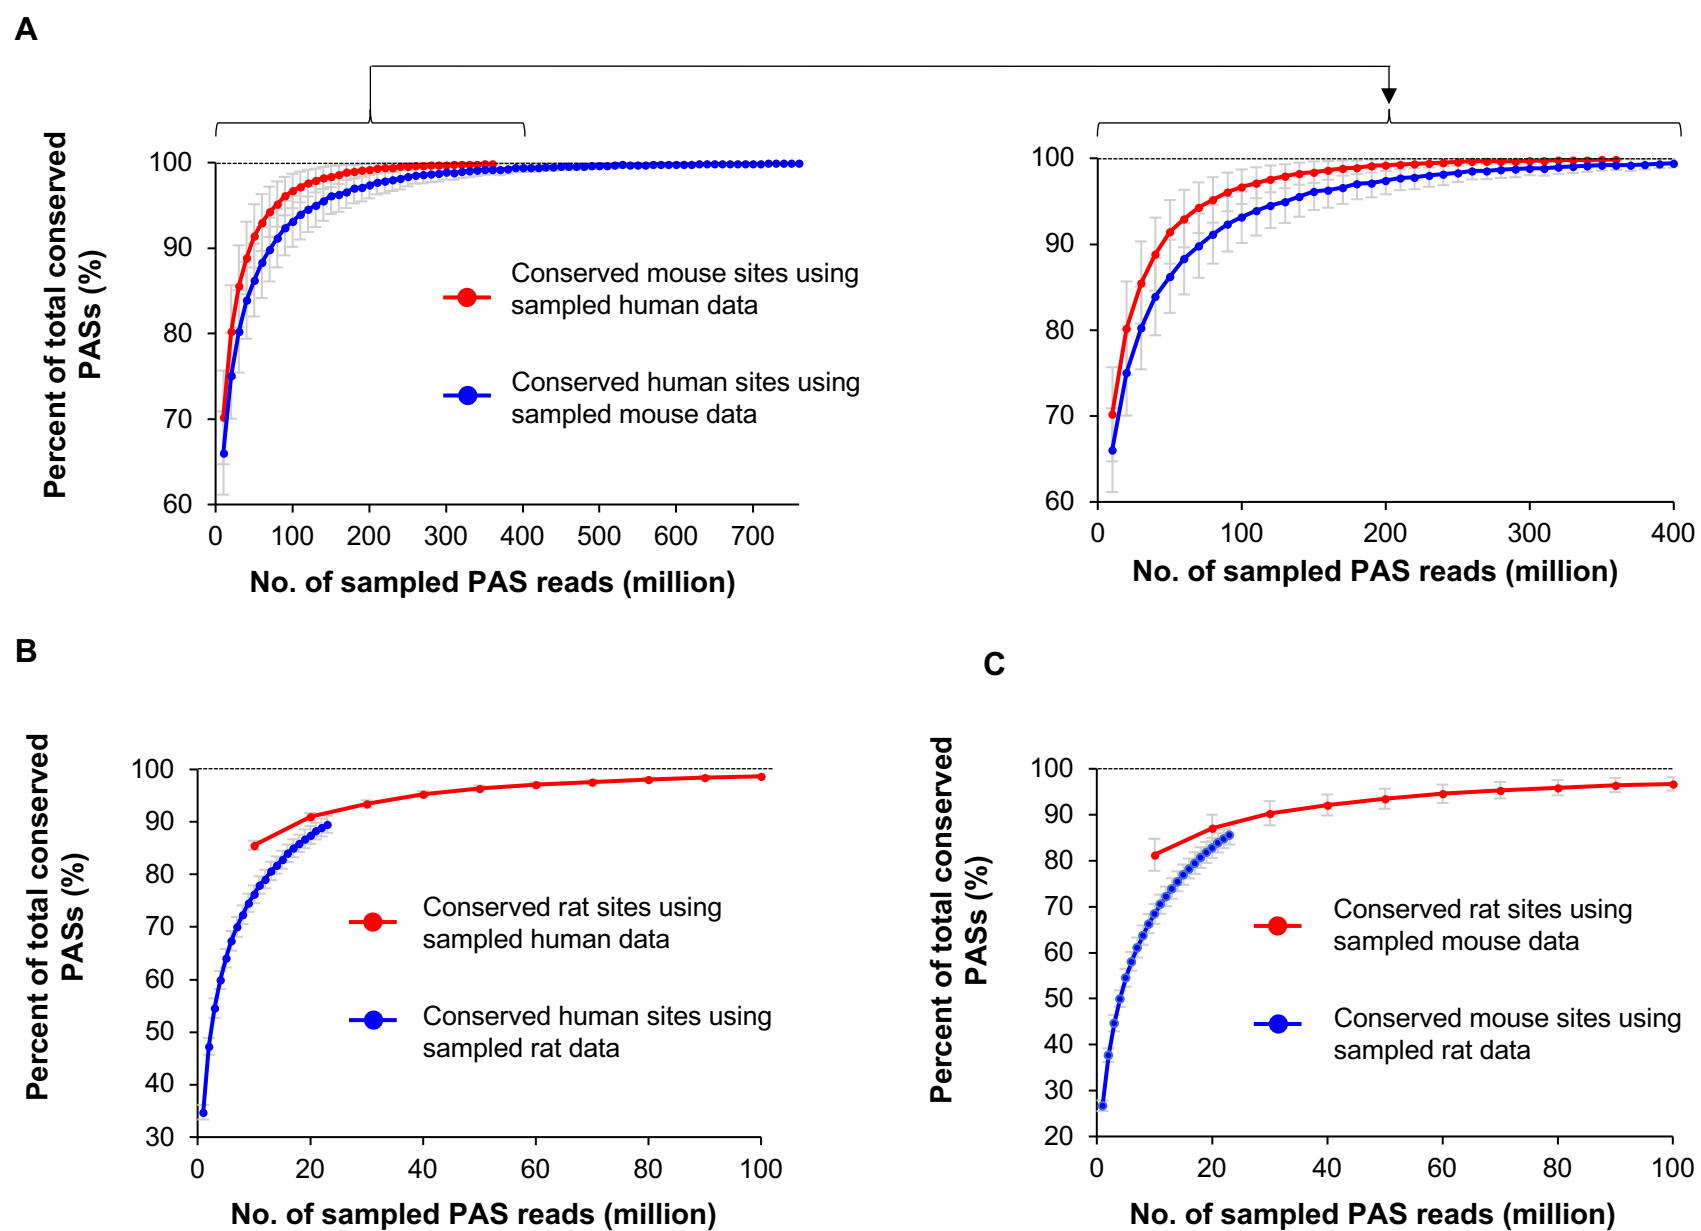 A
Percent of total conserved
PASs (%)
100
90
80
70
60
0 100 200 300 400 500 600 700
No. of sampled PAS reads (million)
Conserved mouse sites using
sampled human data
Conserved human sites using
sampled mouse data
100
90
80
70
60
0 100 200 300 400
No. of sampled PAS reads (million)
B
Percent of total conserved
PASs (%)
100
90
80
70
60
50
40
30
0 20 40 60 80 100
No. of sampled PAS reads (million)
Conserved rat sites using
sampled human data
Conserved human sites using
sampled rat data
C
Percent of total conserved
PASs (%)
100
90
80
70
60
50
40
30
20
0 20 40 60 80 100
No. of sampled PAS reads (million)
Conserved rat sites using
sampled mouse data
Conserved mouse sites using
sampled rat data